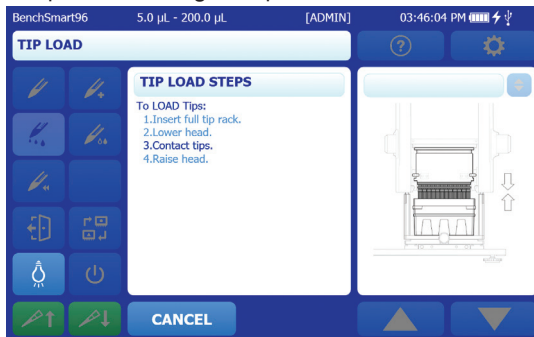 BenchSmart96 5.0 µL - 200.0 µL [ADMIN] 03:46:04 PM
TIP LOAD
?
TIP LOAD STEPS
To LOAD Tips:
1.Insert full tip rack.
2.Lower head.
3.Contact tips.
4.Raise head.
CANCEL